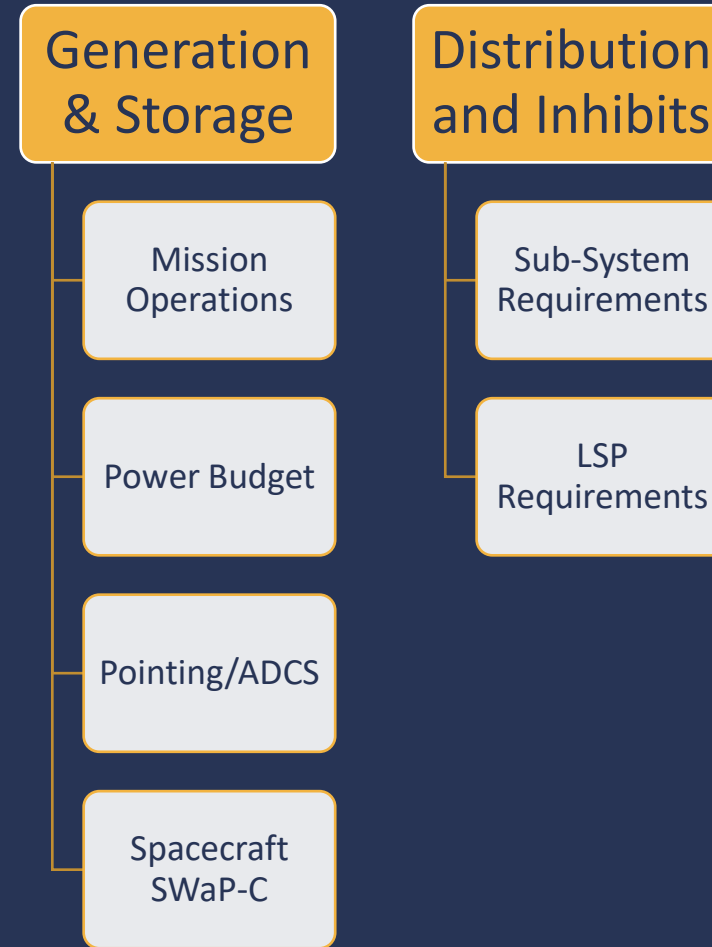 Generation
& Storage
Mission
Operations
Power Budget
Pointing/ADCS
Spacecraft
SWaP-C
Distribution
and Inhibits
Sub-System
Requirements
LSP
Requirements